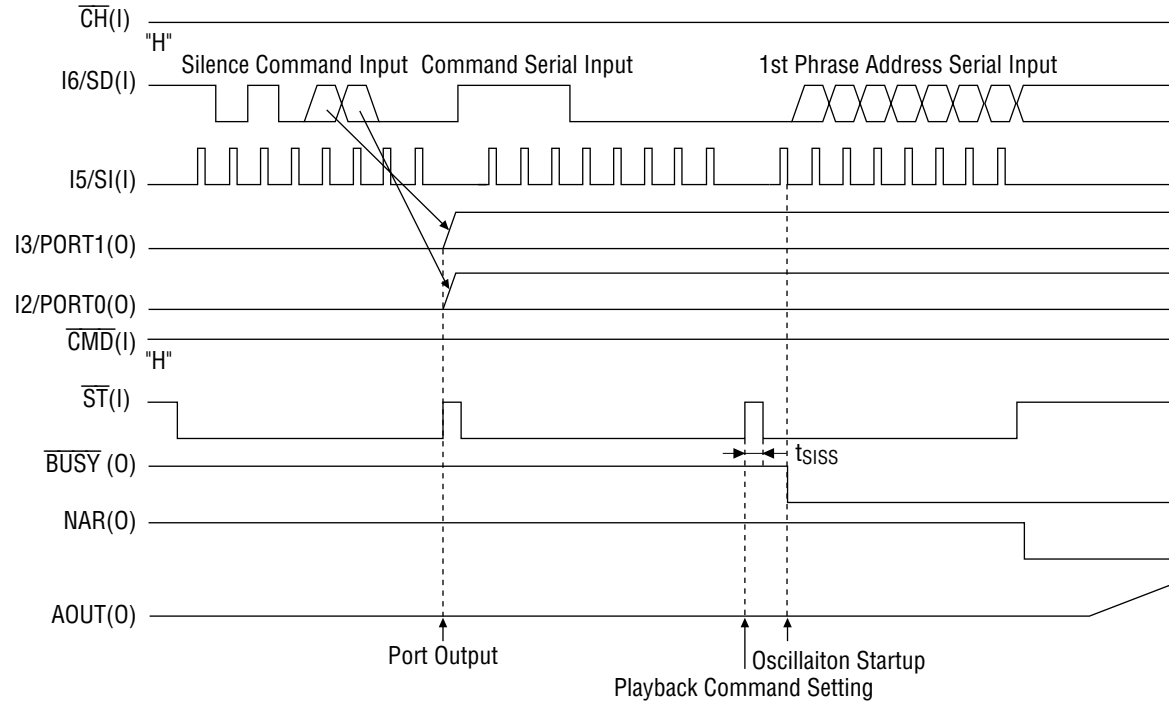 CH(I)
"H"
Silence Command Input Command Serial Input 1st Phrase Address Serial Input
I6/SD(I)
I5/SI(I)
I3/PORT1(O)
I2/PORT0(O)
CMD(I)
"H"
ST(I)
BUSY (O)
tSISS
NAR(O)
AOUT(O)
Port Output
Oscillaiton Startup
Playback Command Setting